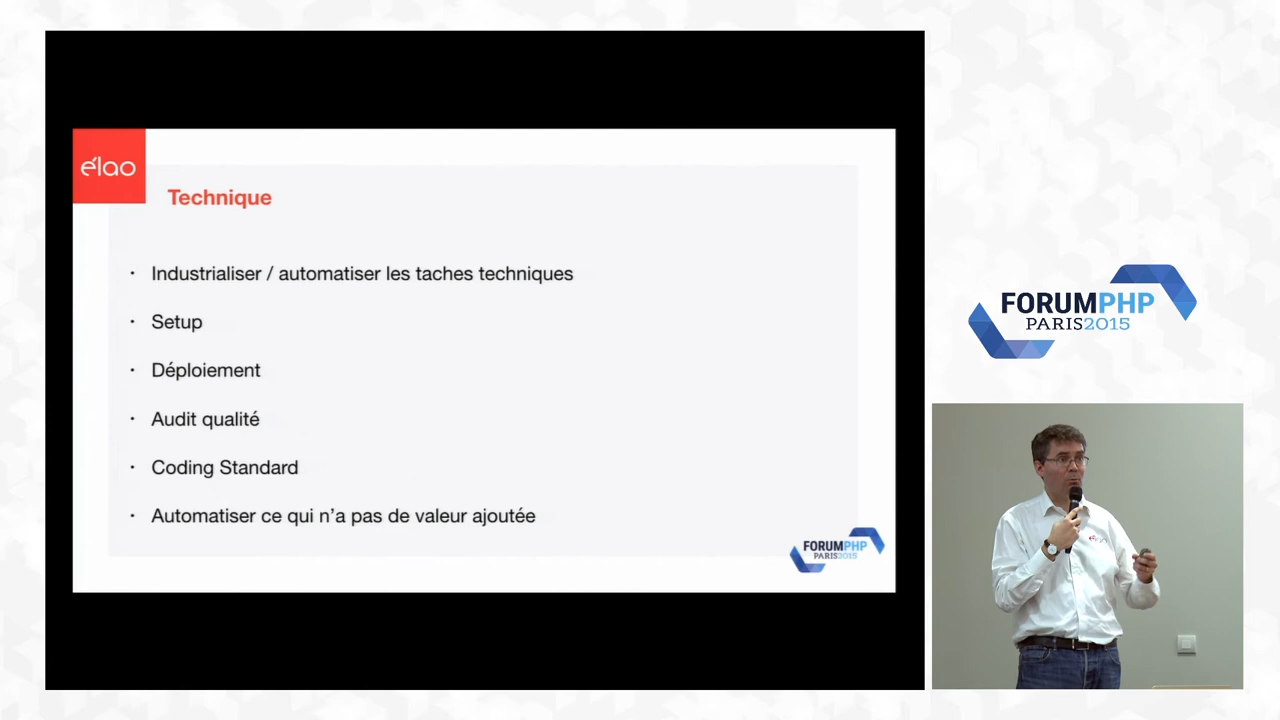 élao
Technique
· Industrialiser / automatiser les taches techniques
· Setup
· Déploiement
· Audit qualité
· Coding Standard
· Automatiser ce qui n'a pas de valeur ajoutée
FORUMPHP
PARIS2015
FORUMPHP
PARIS2015
élao